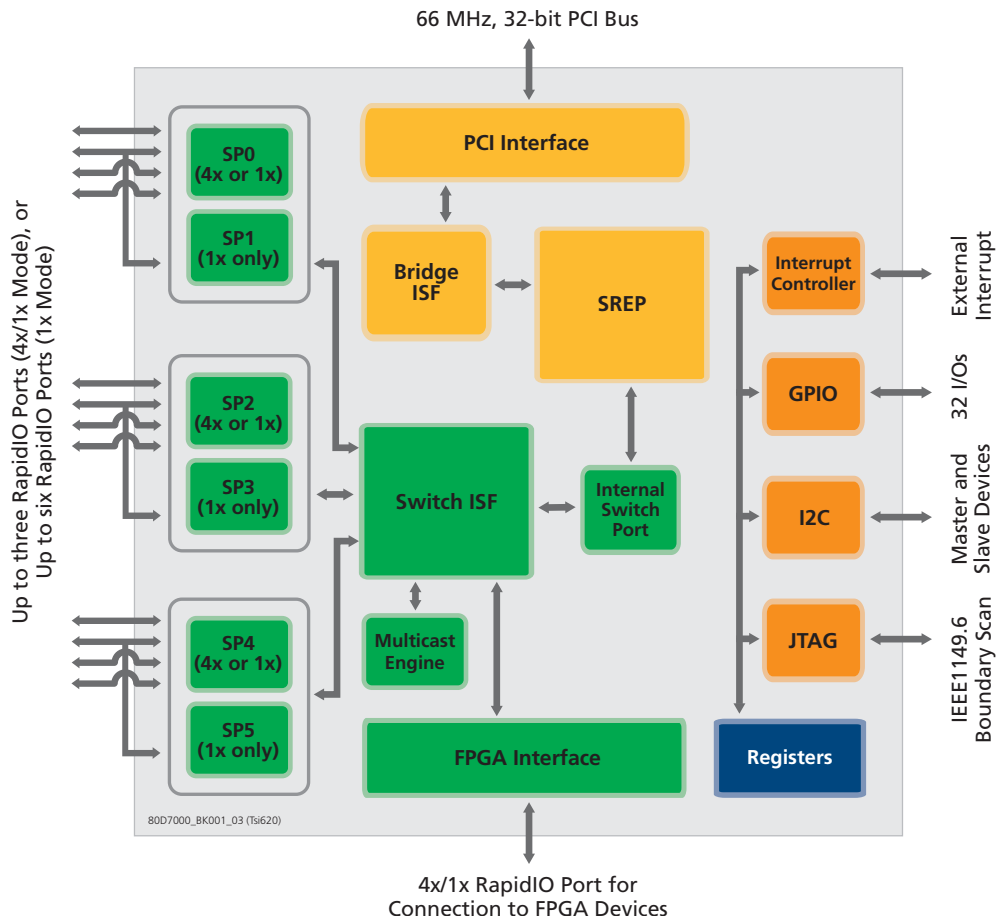 66 MHz, 32-bit PCI Bus
PCI Interface
SP0
(4x or 1x)
SP1
(1x only)
Bridge
ISF
SREP
Interrupt
Controller
External
Interrupt
Up to three RapidIO Ports (4x/1x Mode), or
Up to six RapidIO Ports (1x Mode)
SP2
(4x or 1x)
SP3
(1x only)
Switch ISF
Internal
Switch
Port
GPIO
32 I/Os
I2C
Master and
Slave Devices
SP4
(4x or 1x)
SP5
(1x only)
Multicast
Engine
JTAG
IEEE1149.6
Boundary Scan
FPGA Interface
Registers
80D7000_BK001_03 (Tsi620)
4x/1x RapidIO Port for
Connection to FPGA Devices